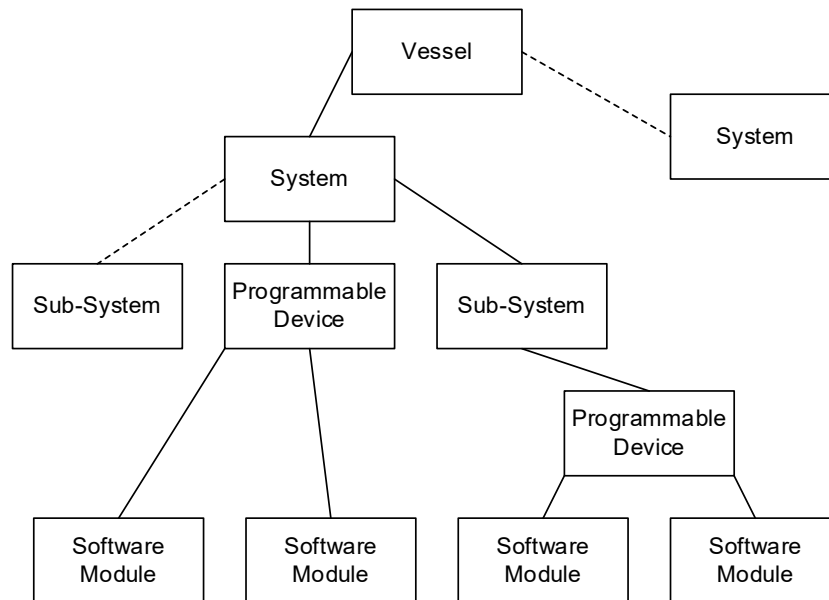 Vessel
System
System
Sub-System
Programmable
Device
Sub-System
Programmable
Device
Software
Module
Software
Module
Software
Module
Software
Module